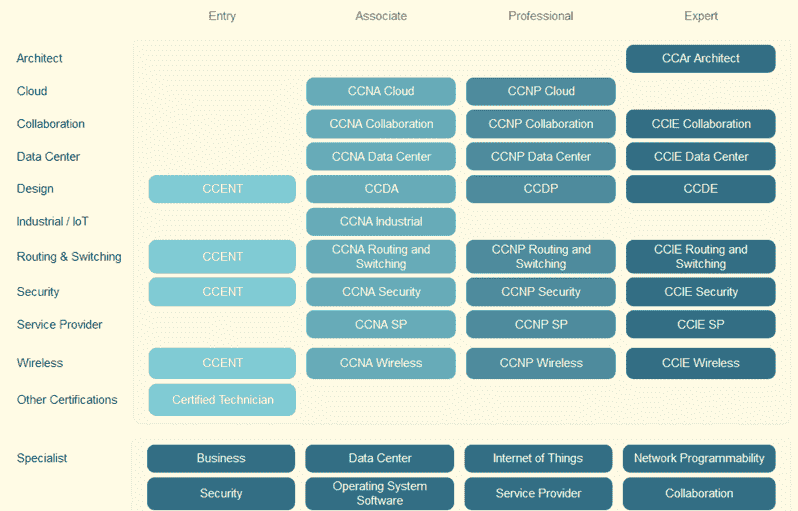 Entry Associate Professional Expert
Architect CCAr Architect
Cloud CCNA Cloud CCNP Cloud
Collaboration CCNA Collaboration CCNP Collaboration CCIE Collaboration
Data Center CCNA Data Center CCNP Data Center CCIE Data Center
Design CCENT CCDA CCDP CCDE
Industrial / IoT CCNA Industrial
Routing & Switching CCENT CCNA Routing and Switching CCNP Routing and Switching CCIE Routing and Switching
Security CCENT CCNA Security CCNP Security CCIE Security
Service Provider CCNA SP CCNP SP CCIE SP
Wireless CCENT CCNA Wireless CCNP Wireless CCIE Wireless
Other Certifications Certified Technician
Specialist Business Data Center Internet of Things Network Programmability
Security Operating System Software Service Provider Collaboration